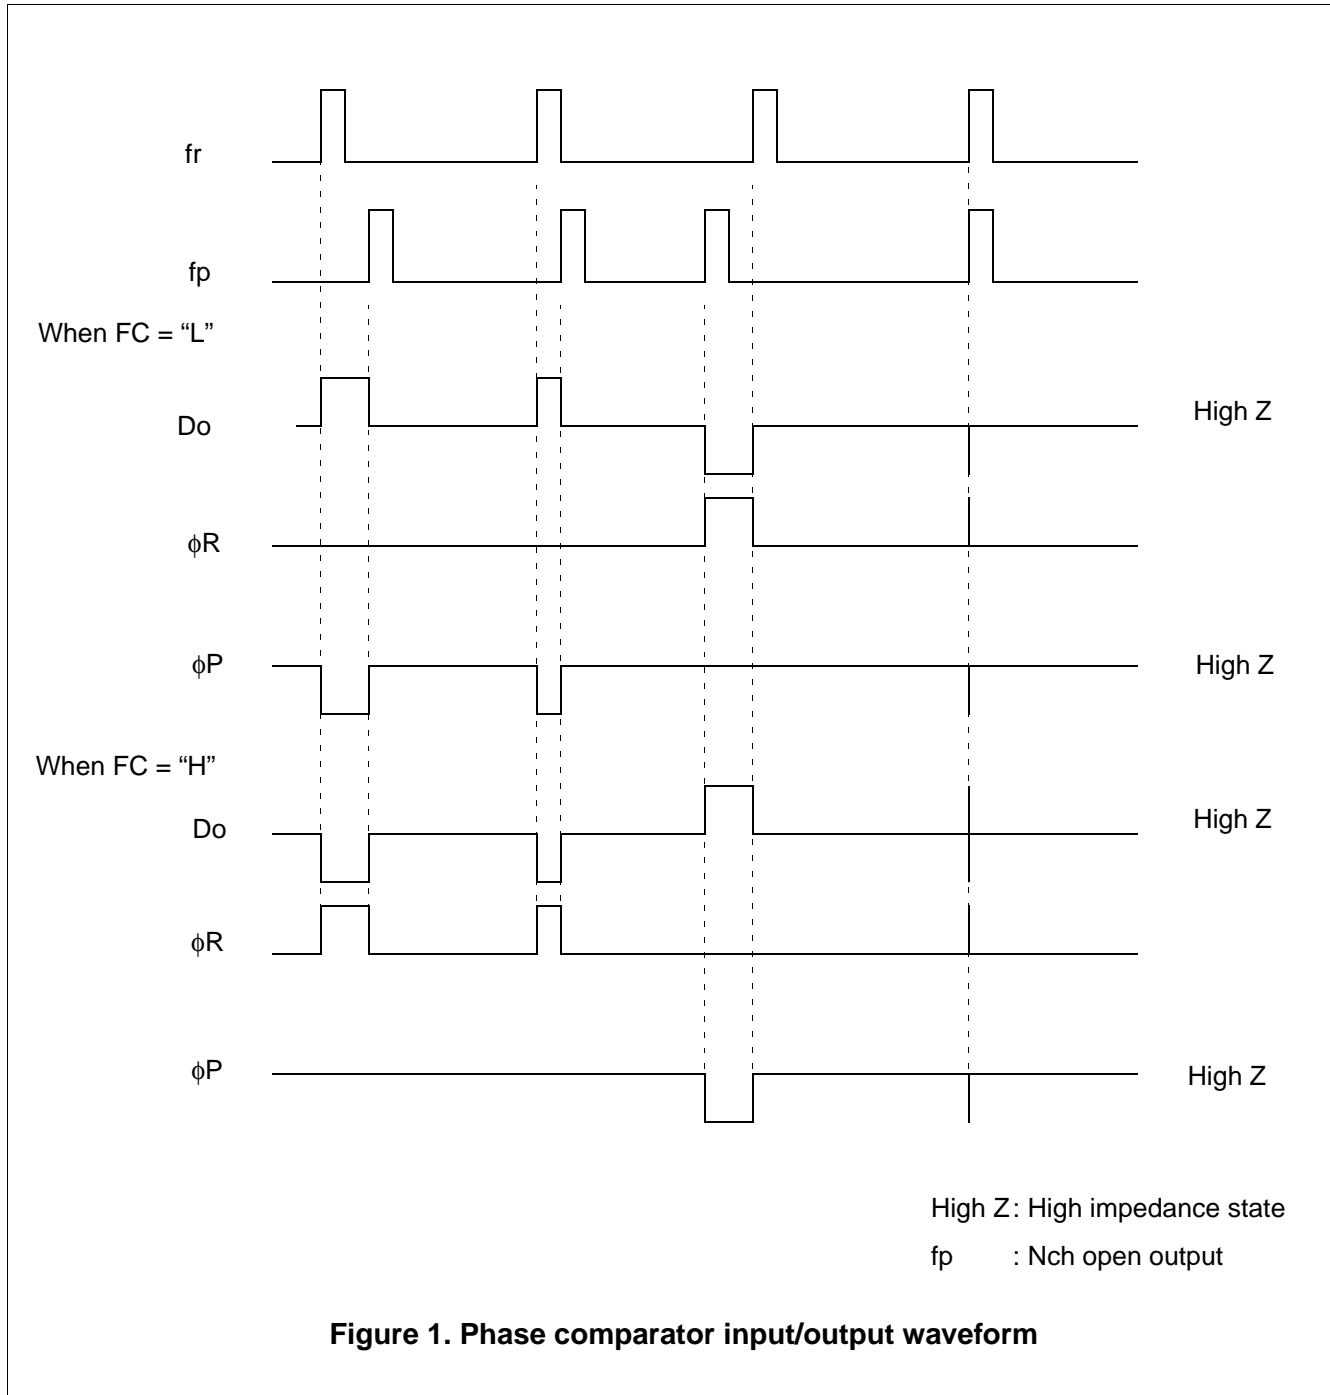 fr
fp
When FC = “L”
Do
High Z
ϕR
ϕP
High Z
When FC = “H”
Do
High Z
ϕR
ϕP
High Z
High Z : High impedance state
fp : Nch open output
Figure 1. Phase comparator input/output waveform